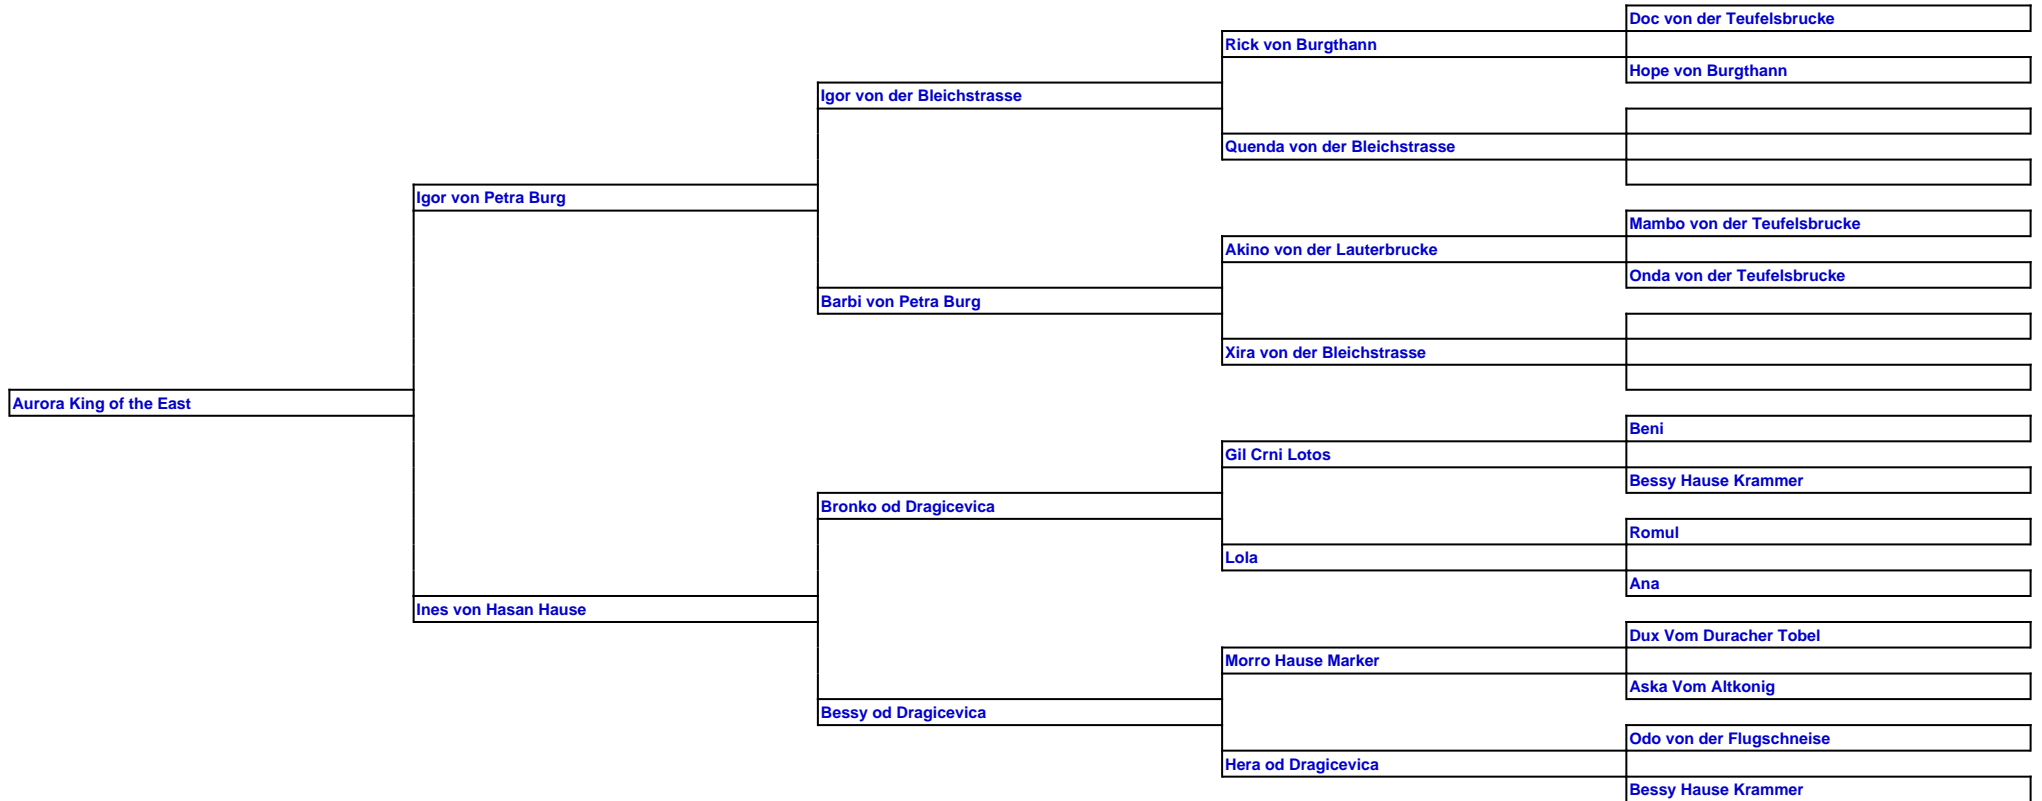 Doc von der Teufelsbrucke
Rick von Burgthann
Hope von Burgthann
Igor von der Bleichstrasse
Quenda von der Bleichstrasse
Igor von Petra Burg
Mambo von der Teufelsbrucke
Akino von der Lauterbrucke
Onda von der Teufelsbrucke
Barbi von Petra Burg
Xira von der Bleichstrasse
Aurora King of the East
Beni
Gil Crni Lotos
Bessy Hause Krammer
Bronko od Dragicevica
Romul
Lola
Ana
Ines von Hasan Hause
Dux Vom Duracher Tobel
Morro Hause Marker
Aska Vom Altkonig
Bessy od Dragicevica
Odo von der Flugschneise
Hera od Dragicevica
Bessy Hause Krammer